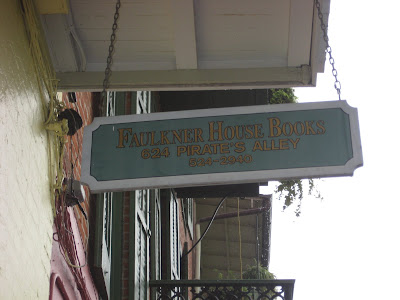 FAULKNER HOUSE BOOKS
624 PIRATE'S ALLEY
524-2940